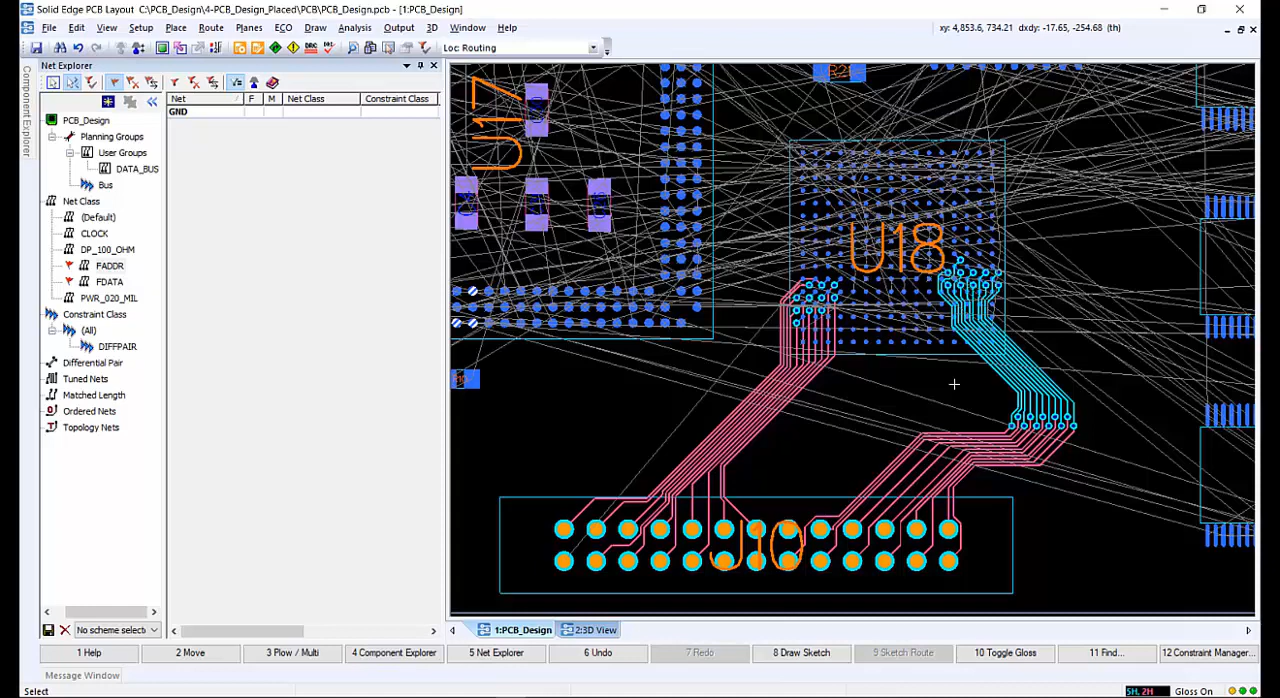 Solid Edge PCB Layout C:\PCB_Design\4-PCB_Design_Placed\PCB\PCB_Design.pcb - [1:PCB_Design]
File Edit View Setup Place Route Planes ECO Draw Analysis Output 3D Window Help
xy: 4,853.6, 734.21 dxdy: -17.65, -254.68 (th)
Loc: Routing
Net Explorer
Component Explorer
Net F M Net Class Constraint Class
GND
PCB_Design
Planning Groups
User Groups
DATA_BUS
Bus
Net Class
(Default)
CLOCK
DP_100_OHM
FADDR
FDATA
PWR_020_MIL
Constraint Class
(All)
DIFFPAIR
Differential Pair
Tuned Nets
Matched Length
Ordered Nets
Topology Nets
U17
U18
J10
No scheme select
1:PCB_Design 2:3D View
1 Help 2 Move 3 Plow / Multi 4 Component Explorer 5 Net Explorer 6 Undo 7 Redo 8 Draw Sketch 9 Sketch Route 10 Toggle Gloss 11 Find... 12 Constraint Manager...
Message Window
Select
5H, 2H Gloss On